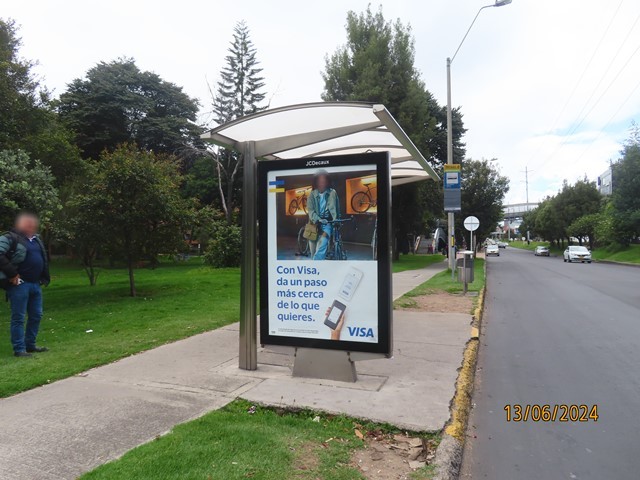 JCDecaux
Con Visa,
da un paso
más cerca
de lo que
quieres.
VISA
13/06/2024